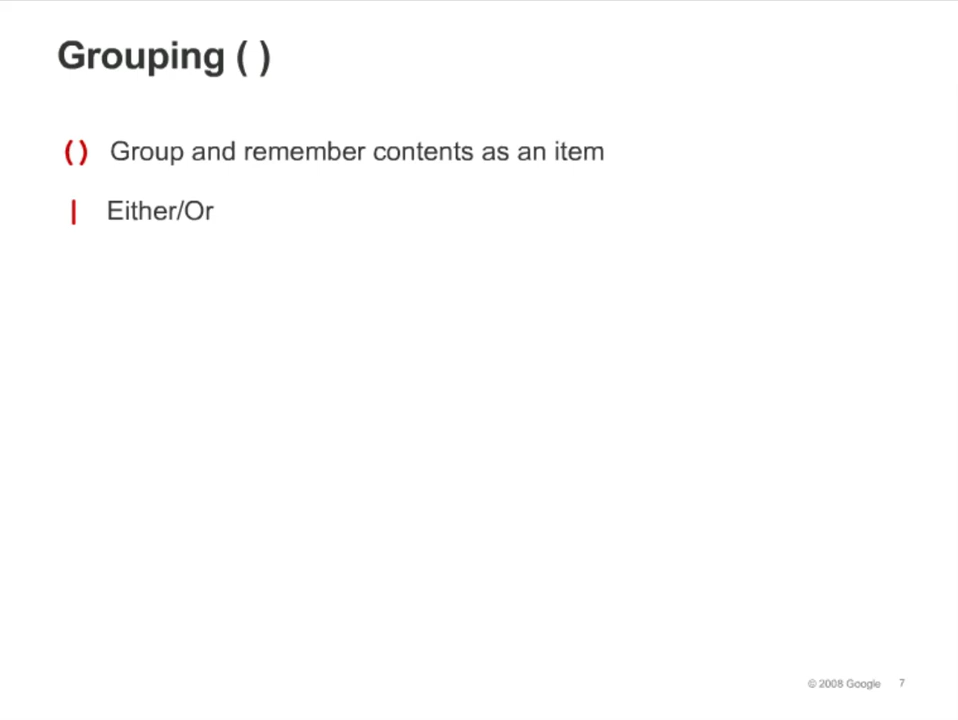 Grouping ( )
( ) Group and remember contents as an item
| Either/Or
© 2008 Google 7